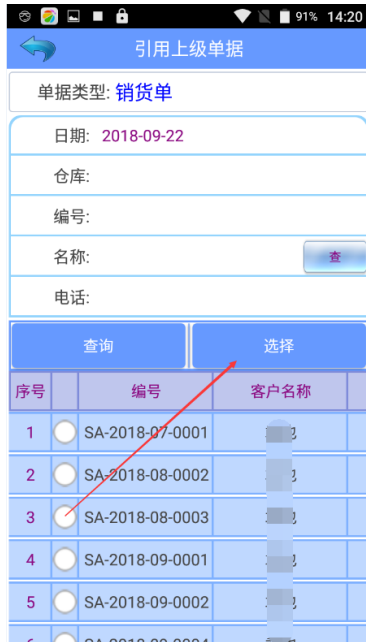 91% 14:20
引用上级单据
单据类型: 销货单
日期: 2018-09-22
仓库:
编号:
名称: 查
电话:
查询 选择
序号 编号 客户名称
1 SA-2018-07-0001
2 SA-2018-08-0002
3 SA-2018-08-0003
4 SA-2018-09-0001
5 SA-2018-09-0002